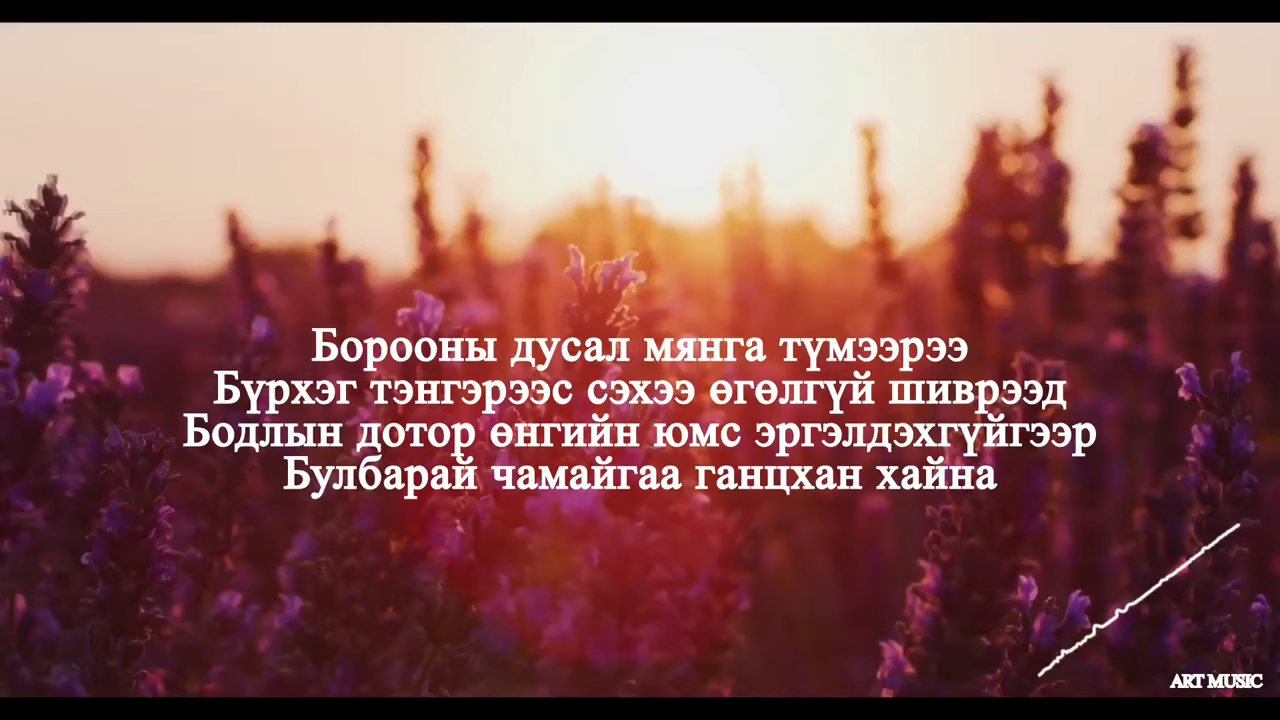 Борооны дусал мянга түмээрээ
Бүрхэг тэнгэрээс сэхээ өгөлгүй шиврээд
Бодлын дотор өнгийн юмс эргэлдэхгүйгээр
Булбарай чамайгаа ганцхан хайна
ART MUSIC